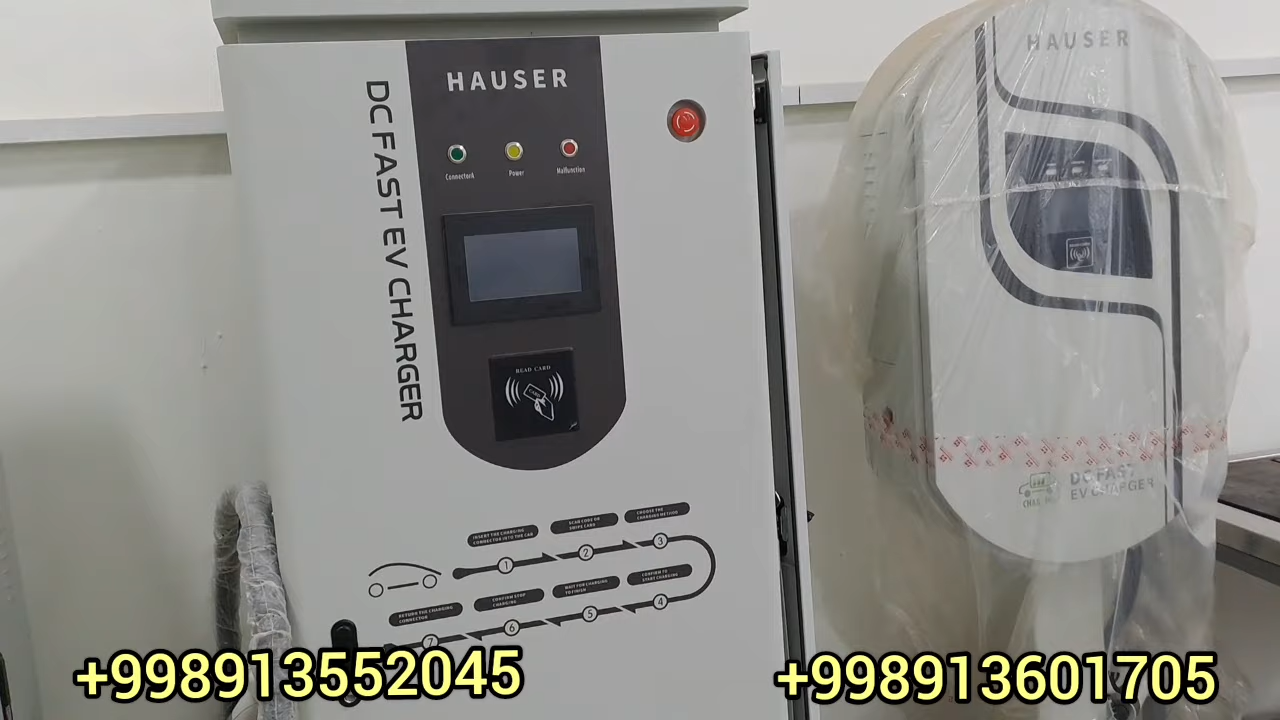 HAUSER
DC FAST EV CHARGER
ConnectorA
Power
Malfunction
READ CARD
CARD
INSERT THE CHARGING
CONNECTOR INTO THE CAR
SCAN CODE OR
SWIPE CARD
CHOOSE THE
CHARGING METHOD
1
2
3
CONFIRM TO
START CHARGING
WAIT FOR CHARGING
TO FINISH
CONFIRM STOP
CHARGING
RETURN THE CHARGING
CONNECTOR
4
5
6
7
HAUSER
DC FAST
EV CHARGER
+998913552045
+998913601705